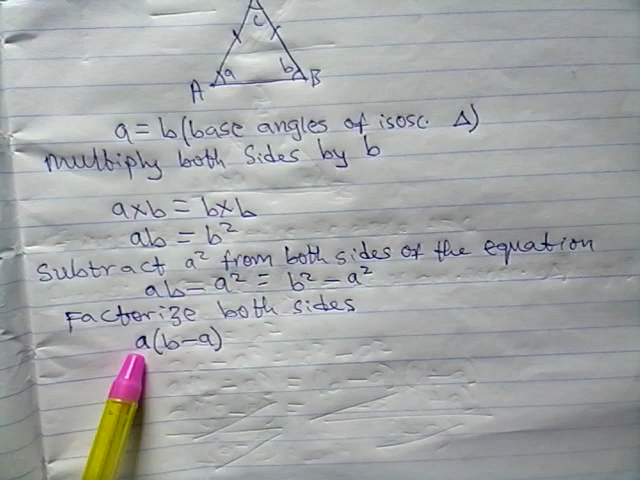 C
A a b B
a = b (base angles of isosc. Δ)
multiply both sides by b
a×b = b×b
ab = b²
Subtract a² from both sides of the equation
ab = a² = b² - a²
Factorize both sides
a(b-a)